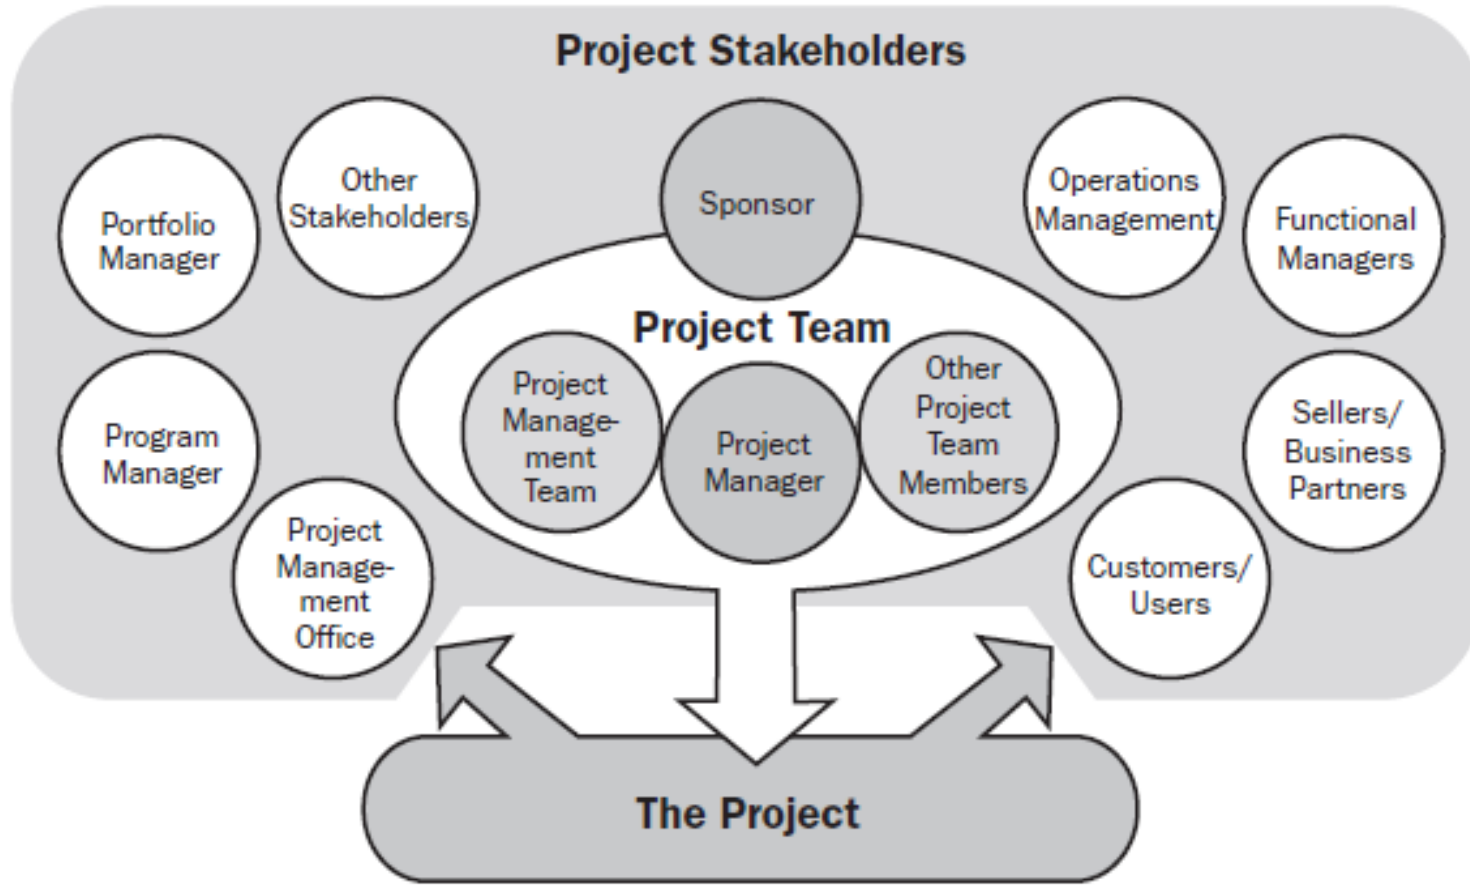 Project Stakeholders
Portfolio
Manager
Other
Stakeholders
Sponsor
Operations
Management
Functional
Managers
Project Team
Program
Manager
Project
Manage-
ment
Team
Project
Manager
Other
Project
Team
Members
Sellers/
Business
Partners
Project
Manage-
ment
Office
Customers/
Users
The Project